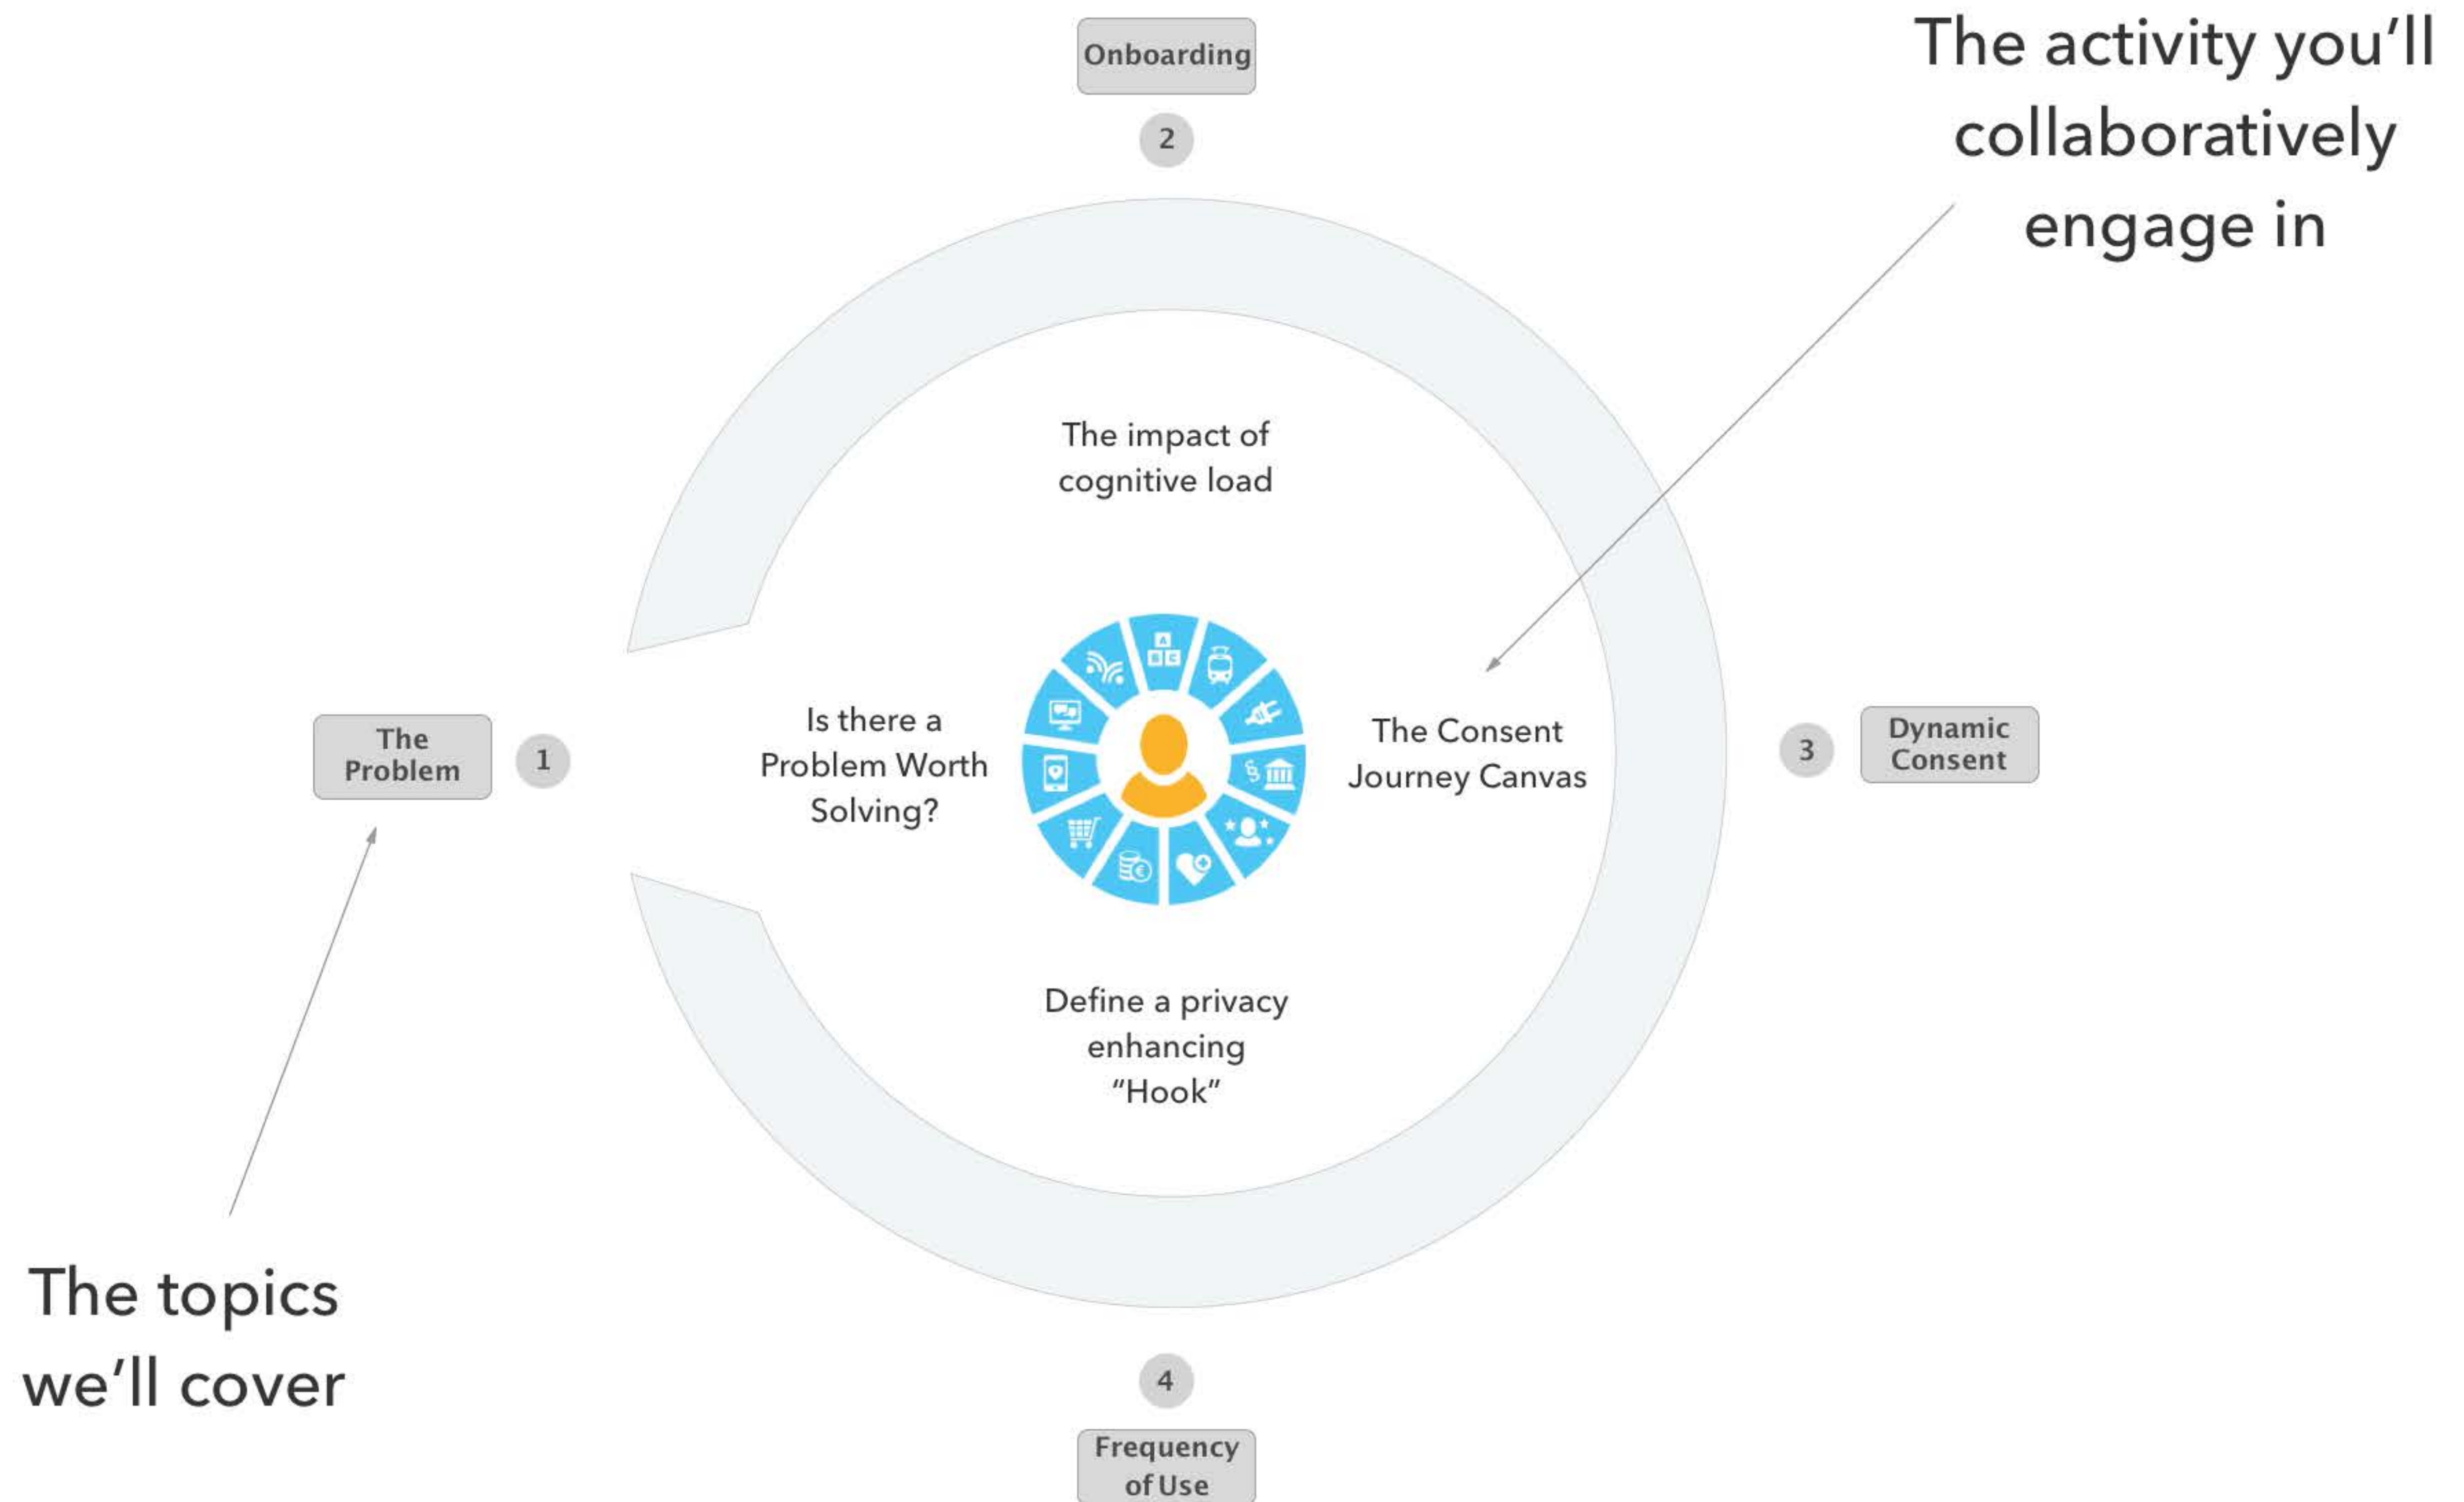 Onboarding
2
The activity you'll
collaboratively
engage in
The impact of
cognitive load
The
Problem
1
Is there a
Problem Worth
Solving?
A
B C
§
€
The Consent
Journey Canvas
3
Dynamic
Consent
Define a privacy
enhancing
“Hook”
The topics
we'll cover
4
Frequency
of Use